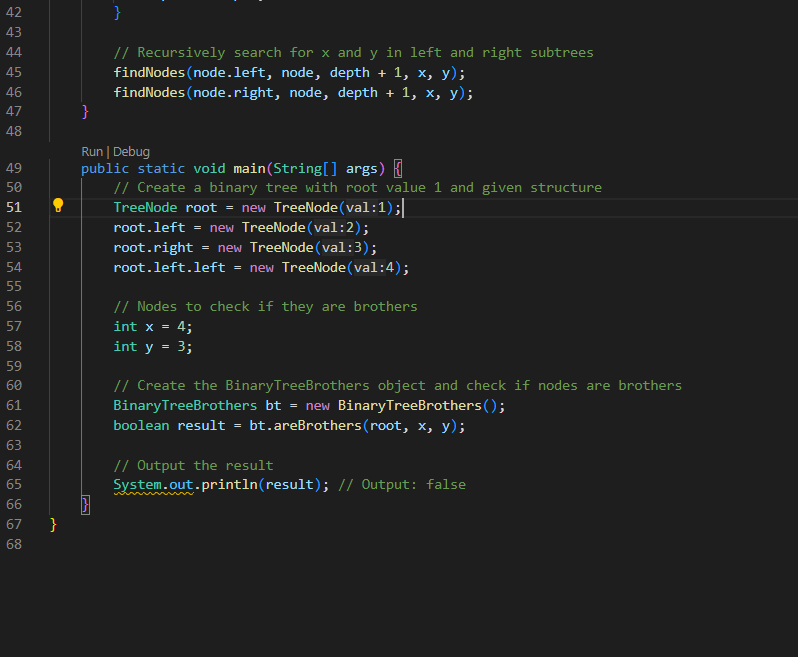 42 }
43
44 // Recursively search for x and y in left and right subtrees
45 findNodes(node.left, node, depth + 1, x, y);
46 findNodes(node.right, node, depth + 1, x, y);
47 }
48
Run | Debug
49 public static void main(String[] args) {
50 // Create a binary tree with root value 1 and given structure
51 TreeNode root = new TreeNode(val:1);
52 root.left = new TreeNode(val:2);
53 root.right = new TreeNode(val:3);
54 root.left.left = new TreeNode(val:4);
55
56 // Nodes to check if they are brothers
57 int x = 4;
58 int y = 3;
59
60 // Create the BinaryTreeBrothers object and check if nodes are brothers
61 BinaryTreeBrothers bt = new BinaryTreeBrothers();
62 boolean result = bt.areBrothers(root, x, y);
63
64 // Output the result
65 System.out.println(result); // Output: false
66 }
67 }
68